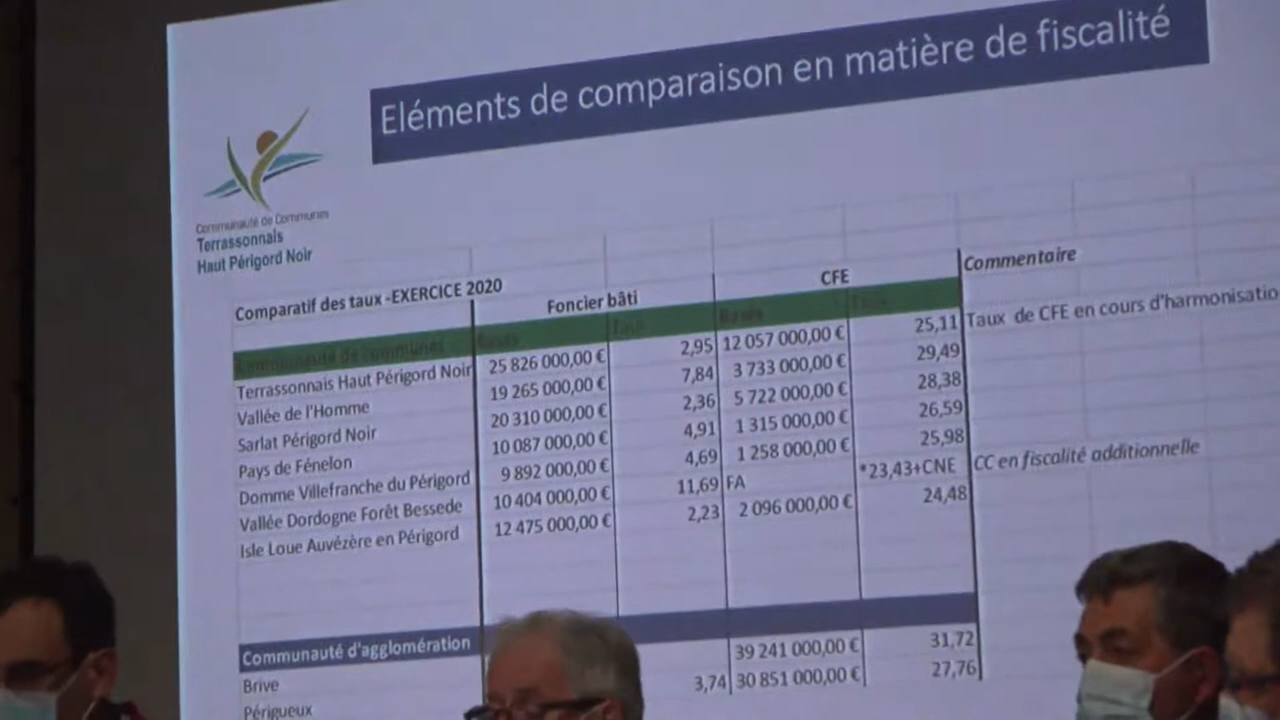 Eléments de comparaison en matière de fiscalité
Communauté de Communes
Terrassonnais
Haut Périgord Noir
Comparatif des taux -EXERCICE 2020 Foncier bâti CFE Commentaire
Communauté de communes Bases Taux Bases Taux
Terrassonnais Haut Périgord Noir 25 826 000,00 € 2,95 12 057 000,00 € 25,11 Taux de CFE en cours d'harmonisatio
Vallée de l'Homme 19 265 000,00 € 7,84 3 733 000,00 € 29,49
Sarlat Périgord Noir 20 310 000,00 € 2,36 5 722 000,00 € 28,38
Pays de Fénelon 10 087 000,00 € 4,91 1 315 000,00 € 26,59
Domme Villefranche du Périgord 9 892 000,00 € 4,69 1 258 000,00 € 25,98
Vallée Dordogne Forêt Bessede 10 404 000,00 € 11,69 FA *23,43+CNE CC en fiscalité additionnelle
Isle Loue Auvézère en Périgord 12 475 000,00 € 2,23 2 096 000,00 € 24,48
Communauté d'agglomération
Brive 39 241 000,00 € 31,72
Périgueux 3,74 30 851 000,00 € 27,76